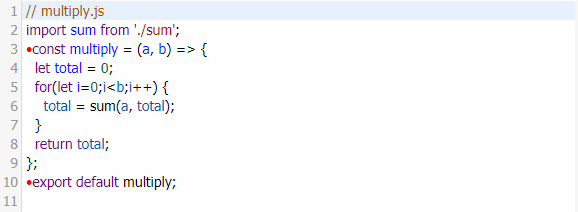 1 // multiply.js
2 import sum from './sum';
3 •const multiply = (a, b) => {
4   let total = 0;
5   for(let i=0;i<b;i++) {
6     total = sum(a, total);
7   }
8   return total;
9 };
10 •export default multiply;
11